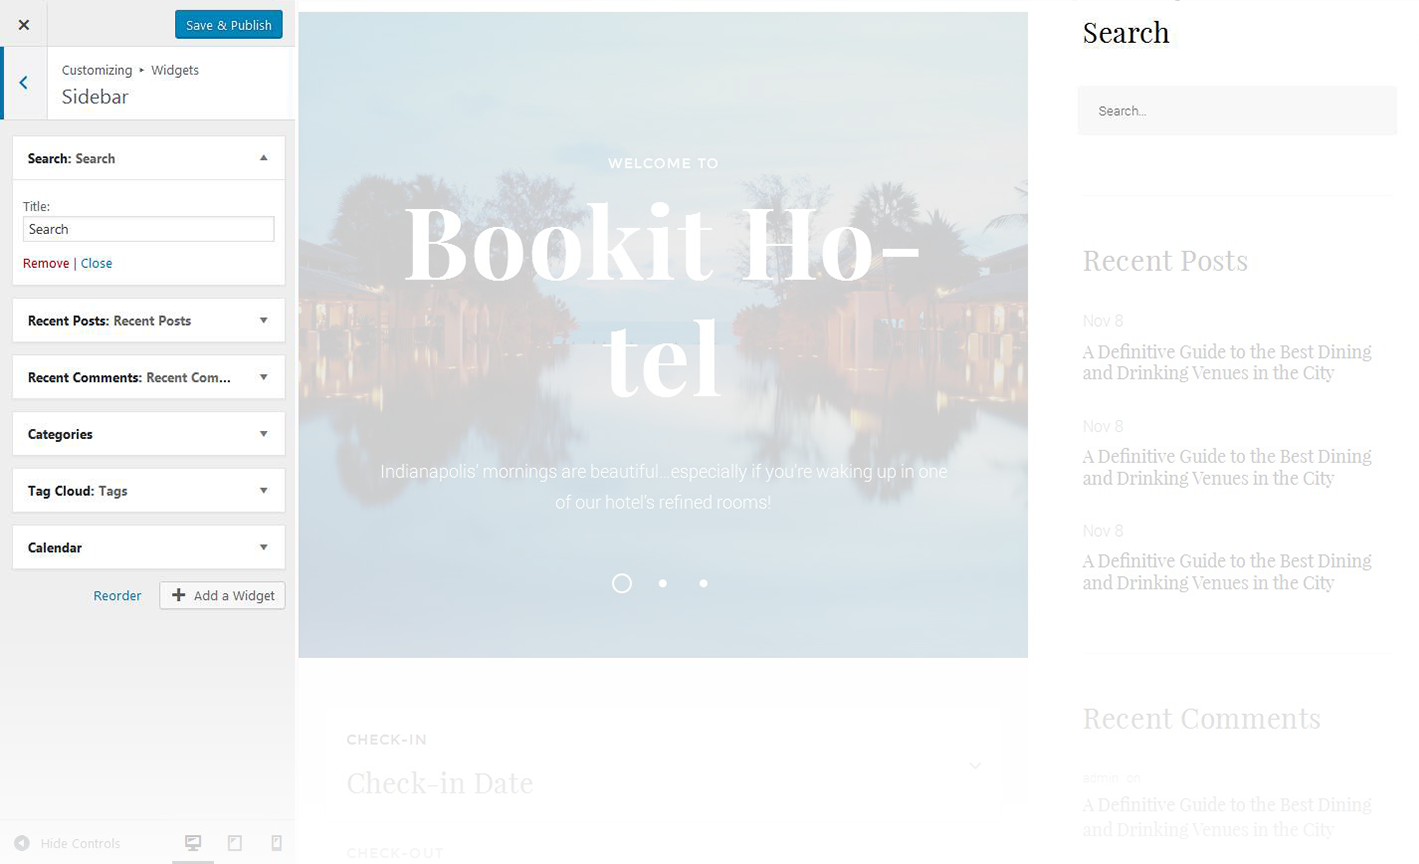 Save & Publish
Customizing ▸ Widgets
Sidebar
Search: Search
Title:
Search
Remove | Close
Recent Posts: Recent Posts
Recent Comments: Recent Com...
Categories
Tag Cloud: Tags
Calendar
Reorder
Add a Widget
Hide Controls
WELCOME TO
Bookit Ho-
tel
Indianapolis' mornings are beautiful...especially if you're waking up in one
of our hotel's refined rooms!
CHECK-IN
Check-in Date
CHECK-OUT
Search
Search...
Recent Posts
Nov 8
A Definitive Guide to the Best Dining
and Drinking Venues in the City
Nov 8
A Definitive Guide to the Best Dining
and Drinking Venues in the City
Nov 8
A Definitive Guide to the Best Dining
and Drinking Venues in the City
Recent Comments
admin, on
A Definitive Guide to the Best Dining
and Drinking Venues in the City